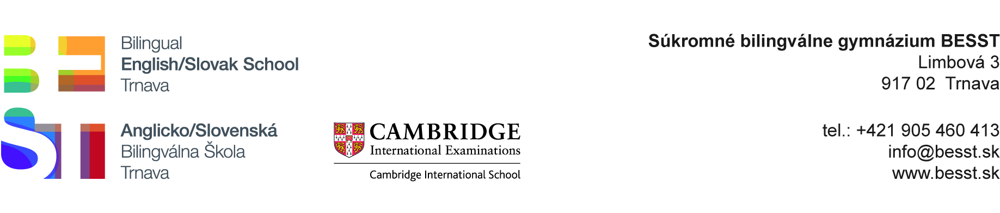 BEST
Bilingual
English/Slovak School
Trnava
Anglicko/Slovenská
Bilingválna Škola
Trnava
CAMBRIDGE
International Examinations
Cambridge International School
Súkromné bilingválne gymnázium BESST
Limbová 3
917 02 Trnava
tel.: +421 905 460 413
info@besst.sk
www.besst.sk